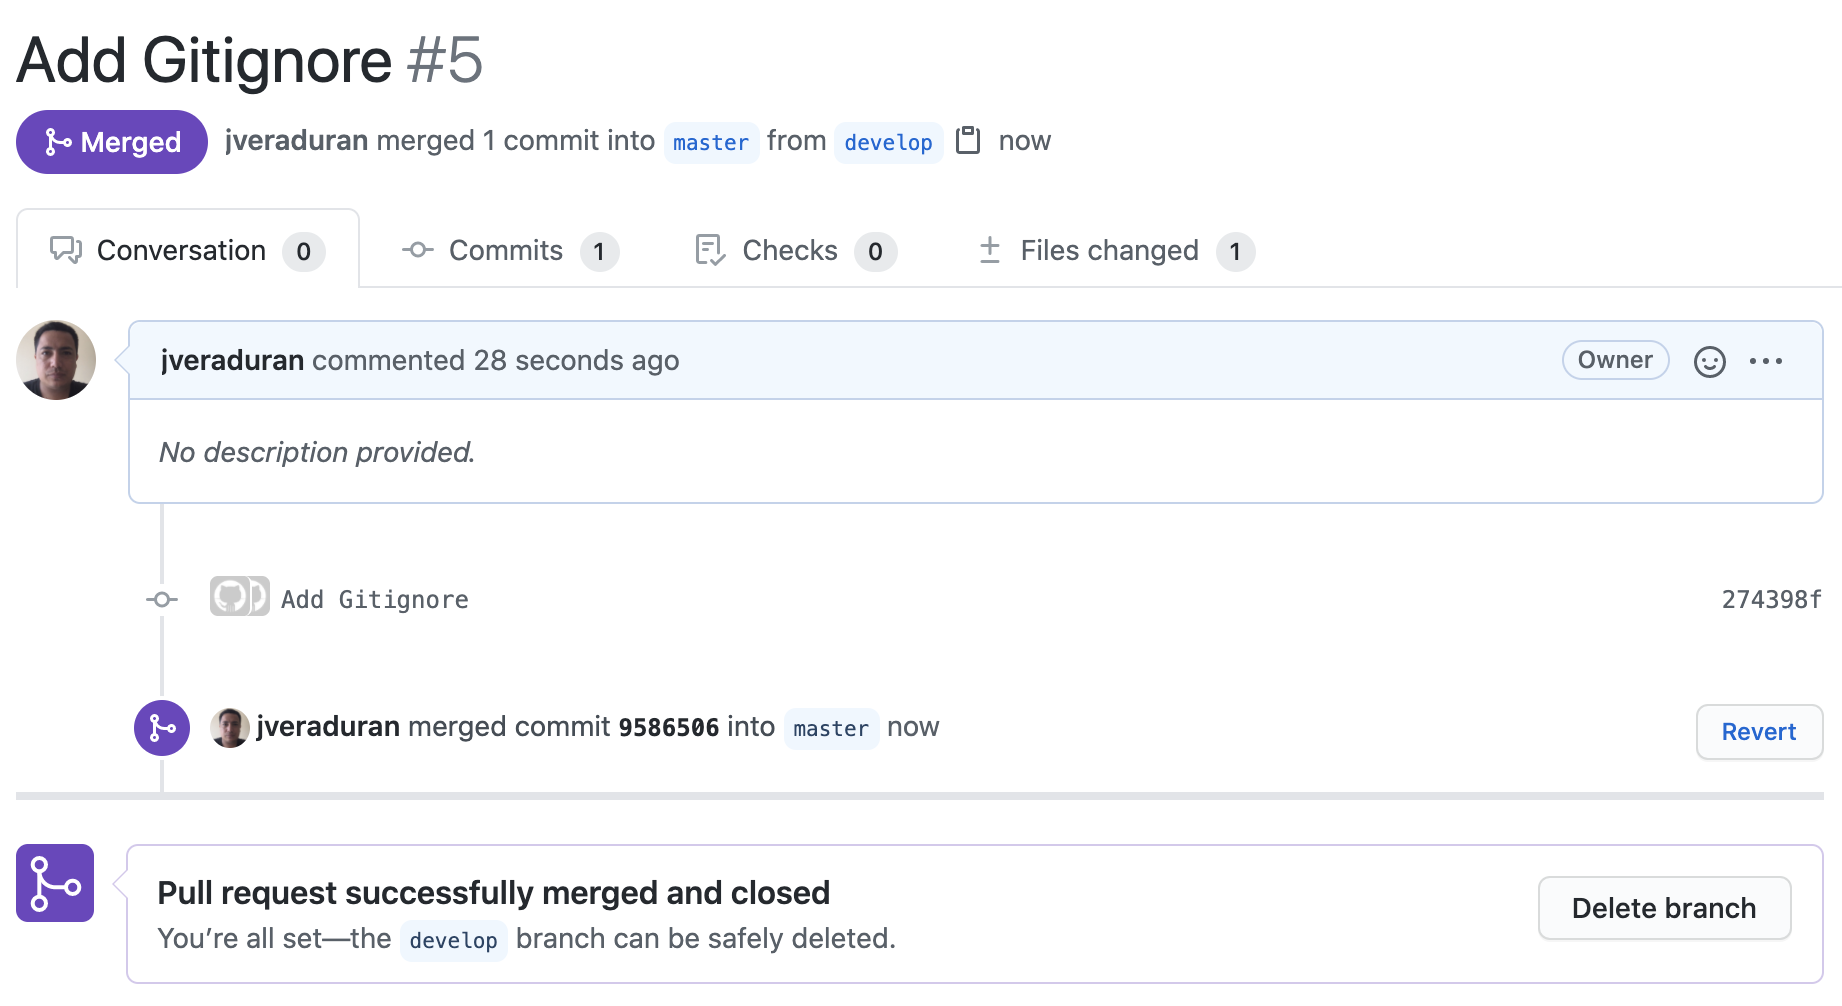 Add Gitignore #5
Merged jveraduran merged 1 commit into master from develop now
Conversation 0 Commits 1 Checks 0 Files changed 1
jveraduran commented 28 seconds ago Owner
No description provided.
Add Gitignore 274398f
jveraduran merged commit 9586506 into master now Revert
Pull request successfully merged and closed
You’re all set—the develop branch can be safely deleted.
Delete branch